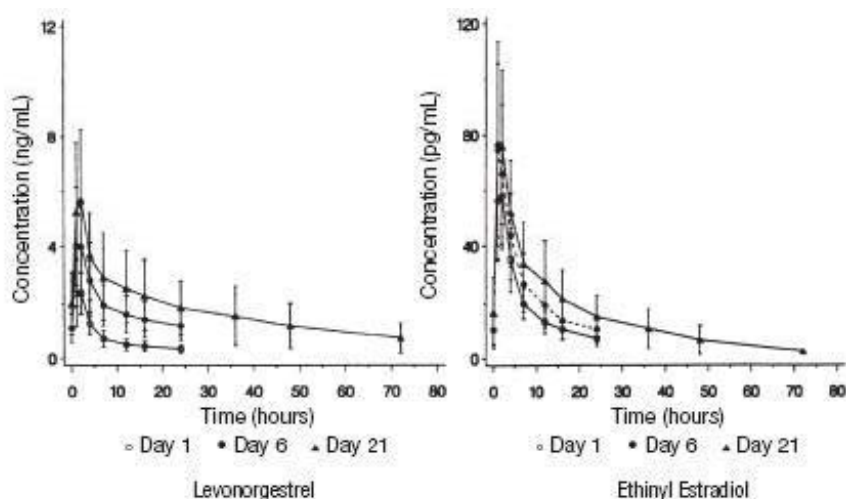 Concentration (ng/mL)
12
8
4
0
0 10 20 30 40 50 60 70 80
Time (hours)
Day 1 Day 6 Day 21
Levonorgestrel
Concentration (pg/mL)
120
80
40
0
0 10 20 30 40 50 60 70 80
Time (hours)
Day 1 Day 6 Day 21
Ethinyl Estradiol